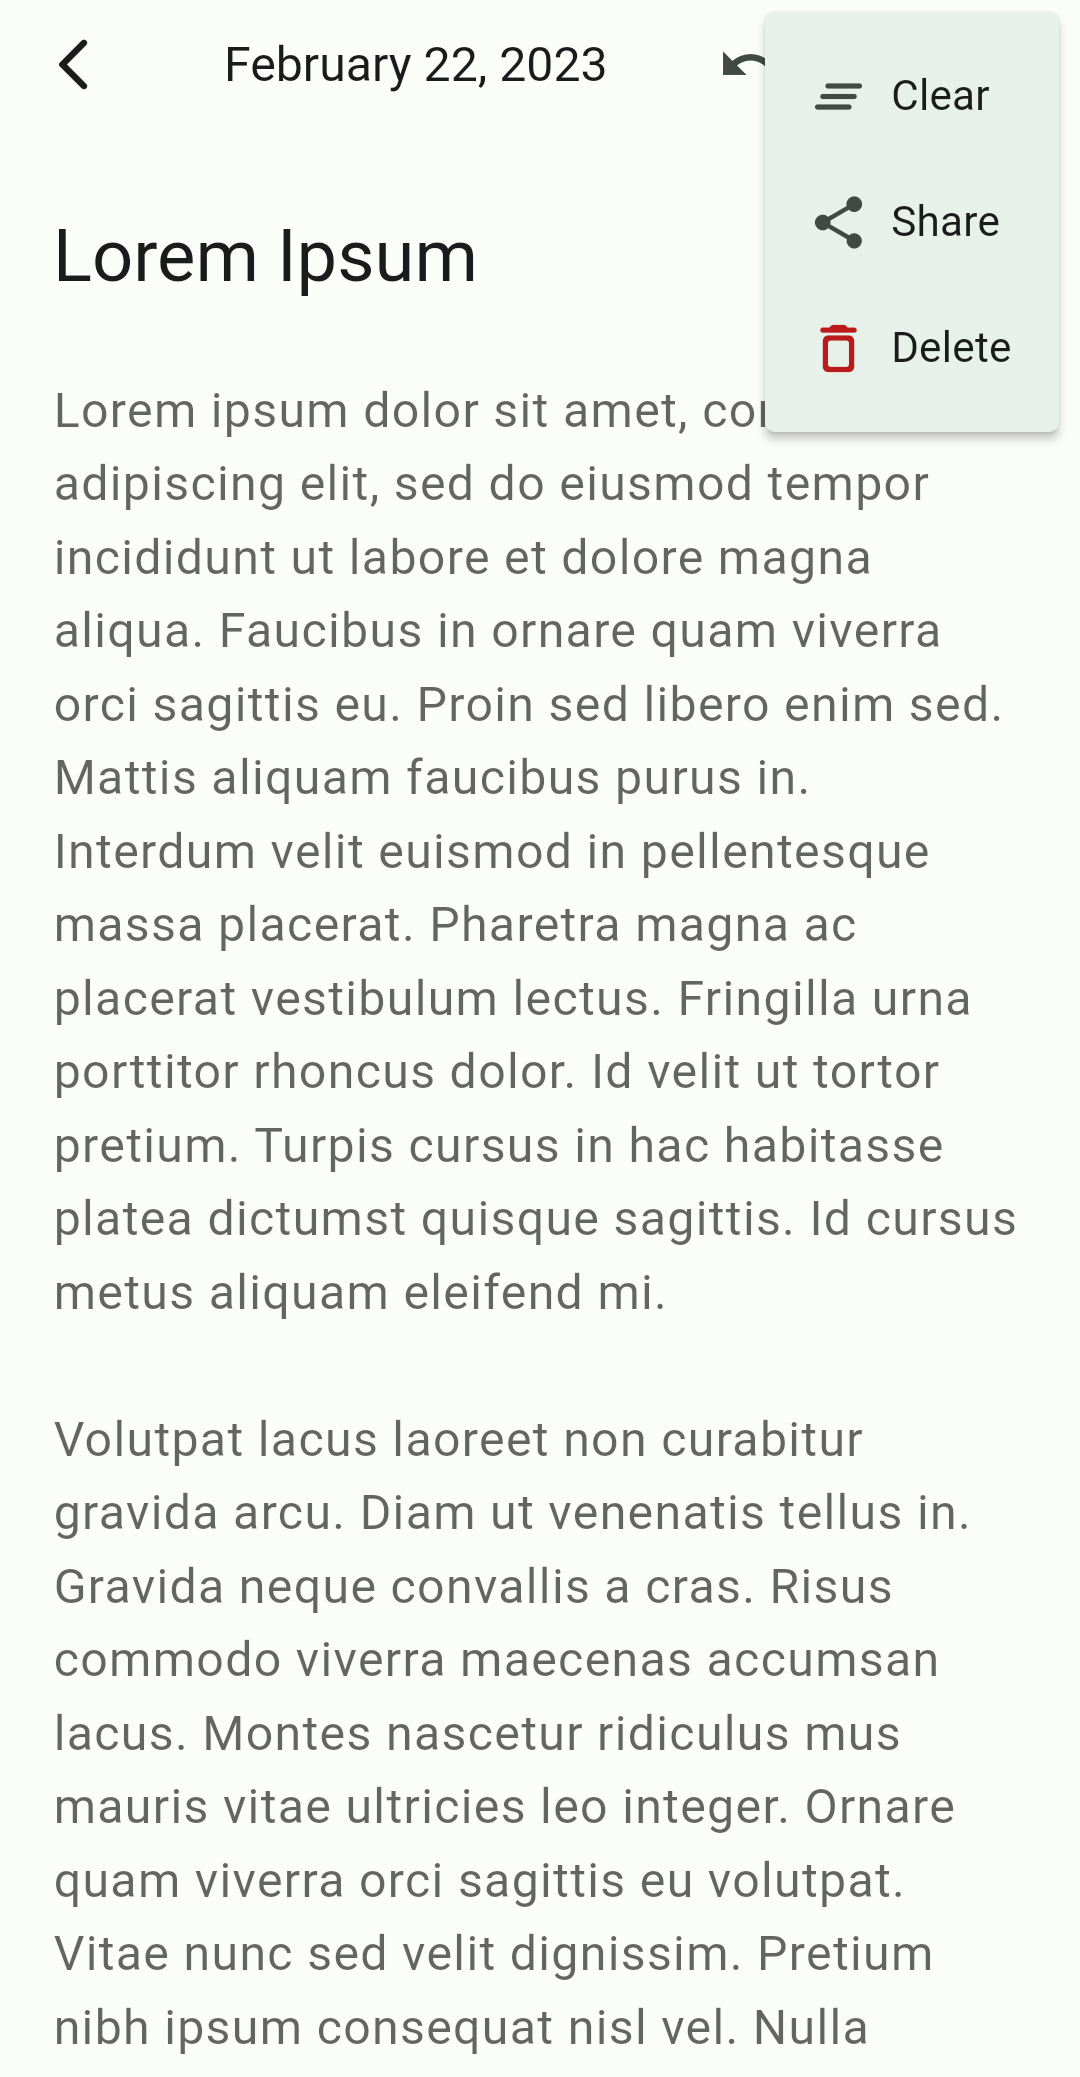 February 22, 2023
Clear
Share
Delete
Lorem Ipsum
Lorem ipsum dolor sit amet,
adipiscing elit, sed do eiusmod tempor
incididunt ut labore et dolore magna
aliqua. Faucibus in ornare quam viverra
orci sagittis eu. Proin sed libero enim sed.
Mattis aliquam faucibus purus in.
Interdum velit euismod in pellentesque
massa placerat. Pharetra magna ac
placerat vestibulum lectus. Fringilla urna
porttitor rhoncus dolor. Id velit ut tortor
pretium. Turpis cursus in hac habitasse
platea dictumst quisque sagittis. Id cursus
metus aliquam eleifend mi.
Volutpat lacus laoreet non curabitur
gravida arcu. Diam ut venenatis tellus in.
Gravida neque convallis a cras. Risus
commodo viverra maecenas accumsan
lacus. Montes nascetur ridiculus mus
mauris vitae ultricies leo integer. Ornare
quam viverra orci sagittis eu volutpat.
Vitae nunc sed velit dignissim. Pretium
nibh ipsum consequat nisl vel. Nulla